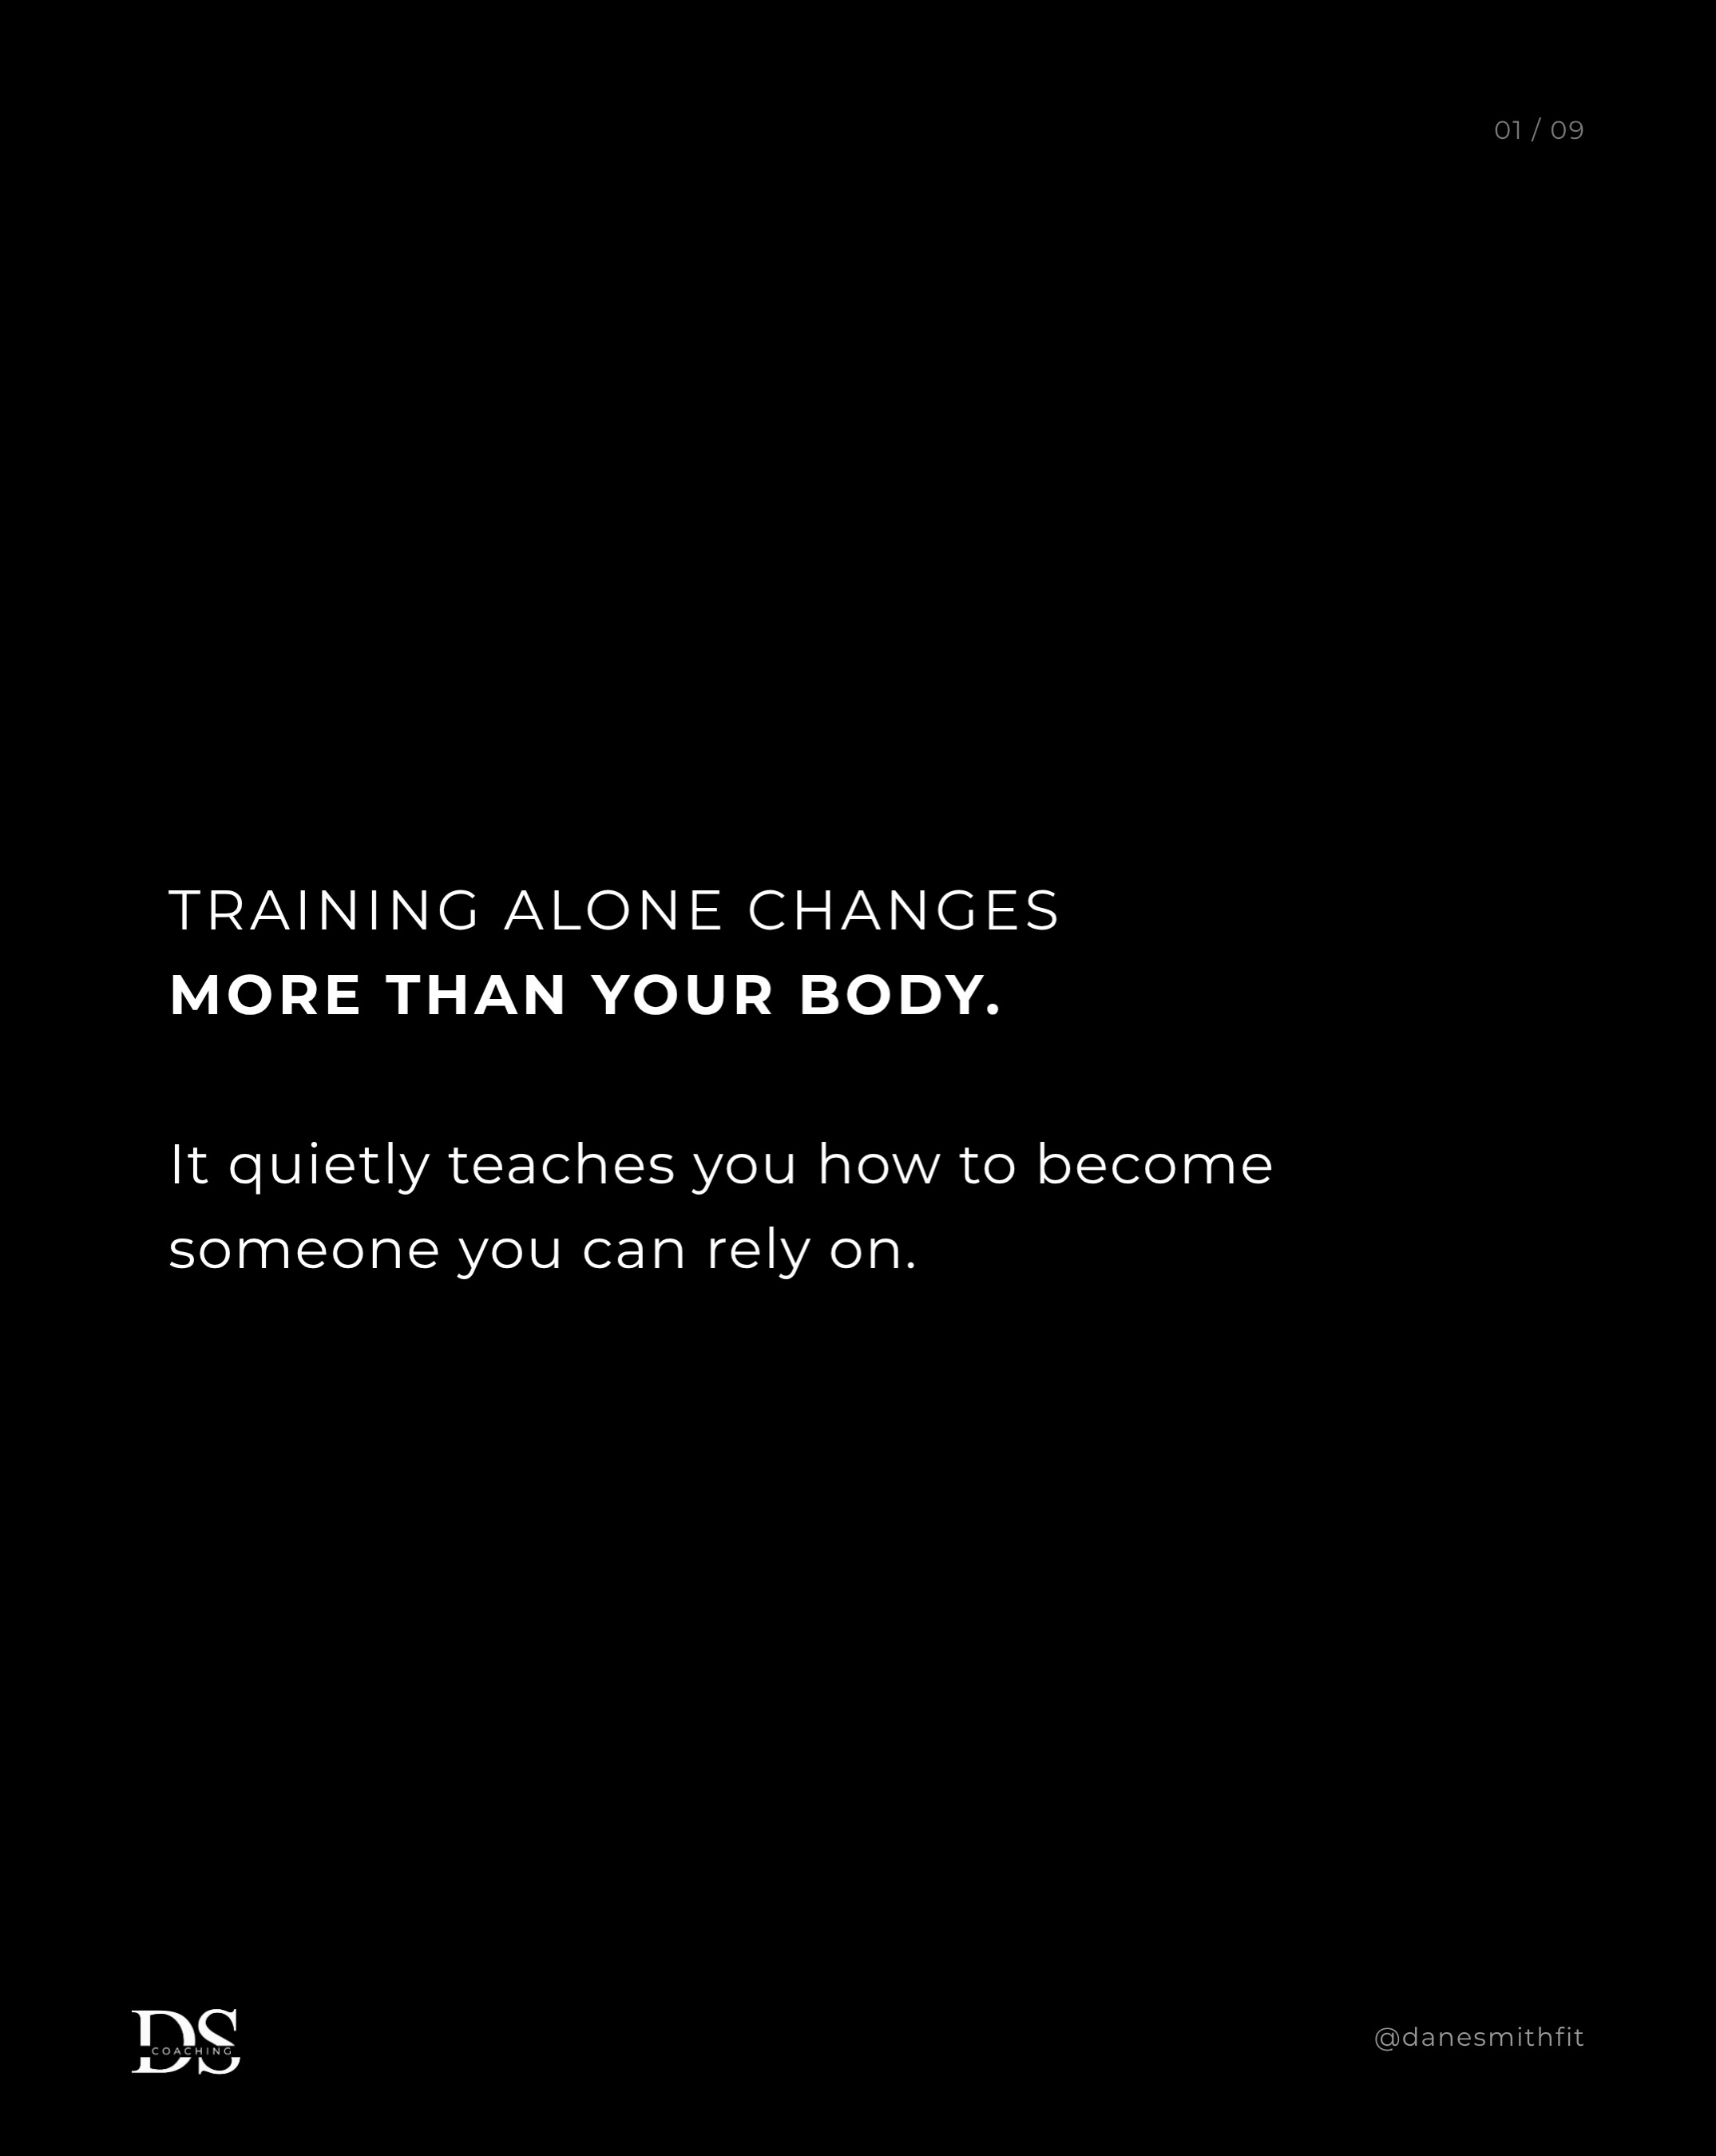 01 / 09
TRAINING ALONE CHANGES
MORE THAN YOUR BODY.
It quietly teaches you how to become
someone you can rely on.
DS
COACHING
@danesmithfit